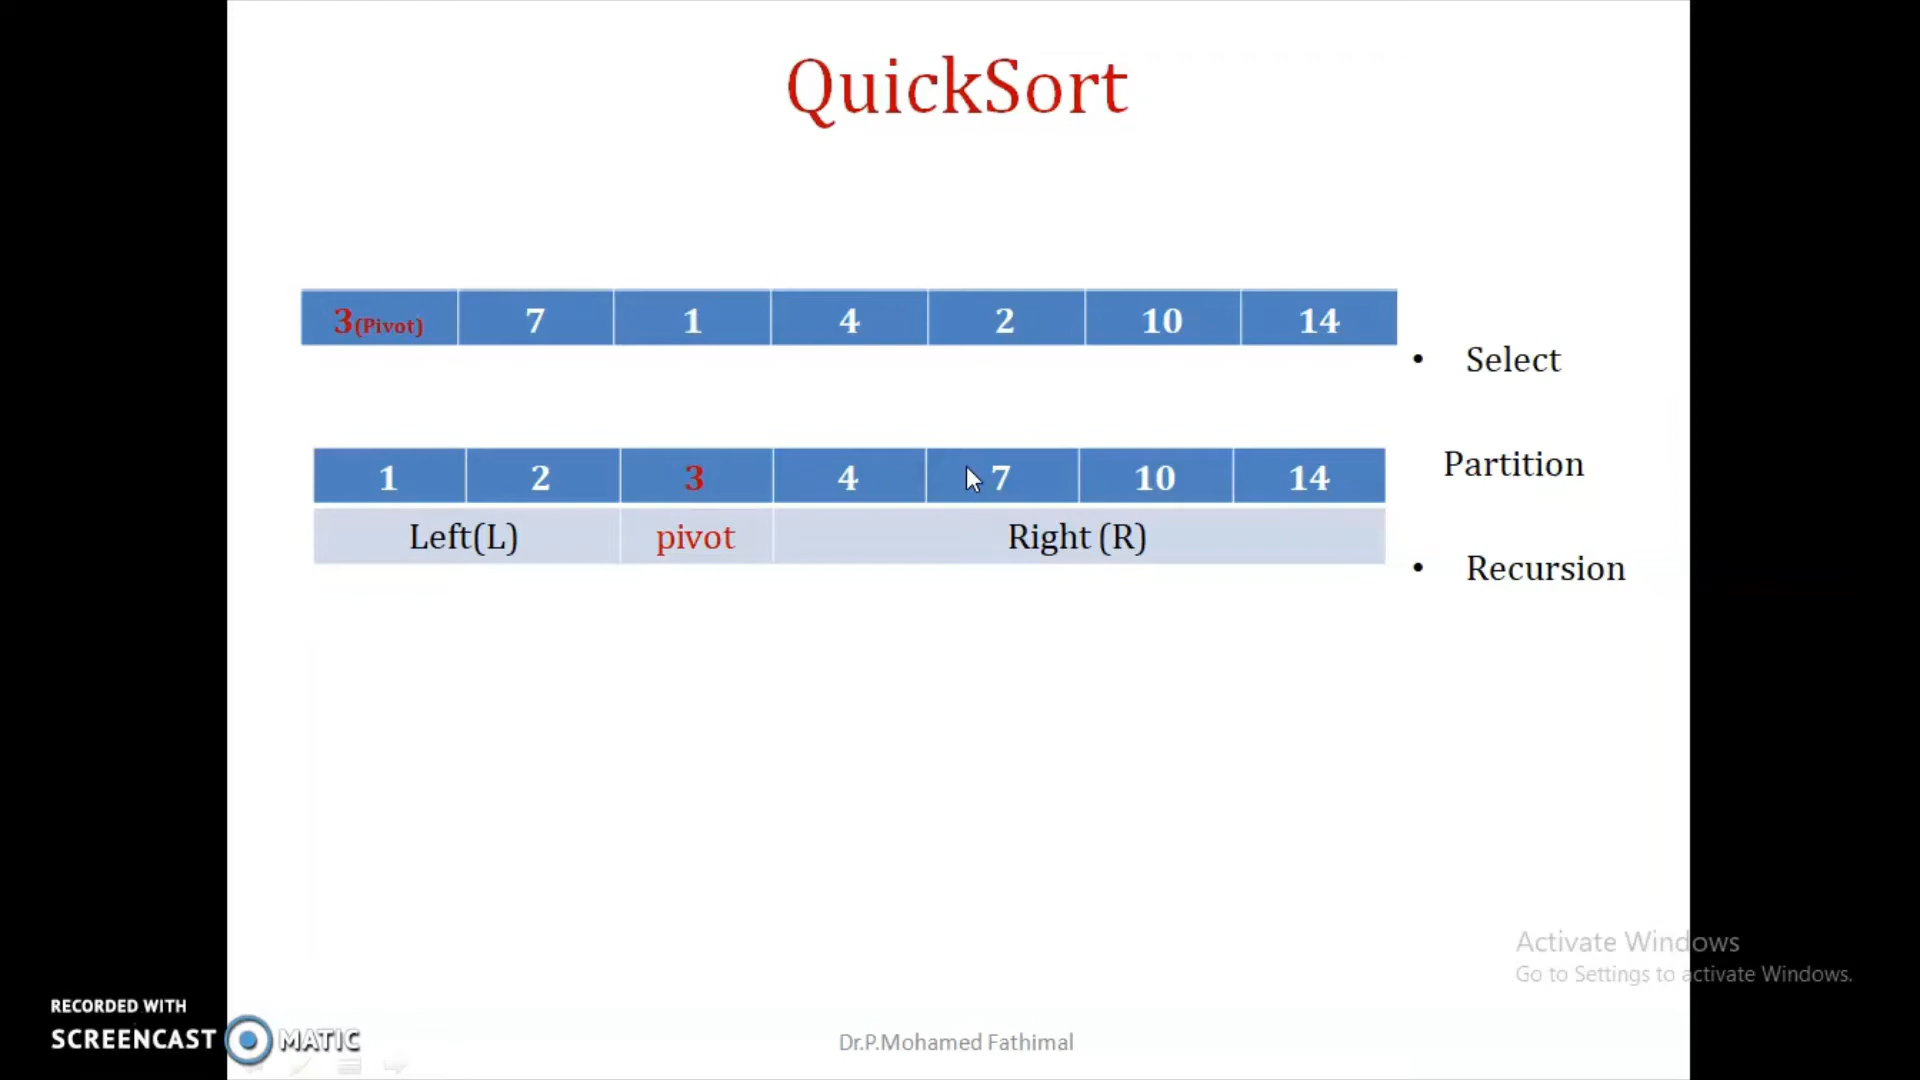 QuickSort
3(Pivot) 7 1 4 2 10 14
• Select
Partition
1 2 3 4 7 10 14
Left(L) pivot Right (R)
• Recursion
Activate Windows
Go to Settings to activate Windows.
RECORDED WITH
SCREENCAST MATIC
Dr.P.Mohamed Fathimal